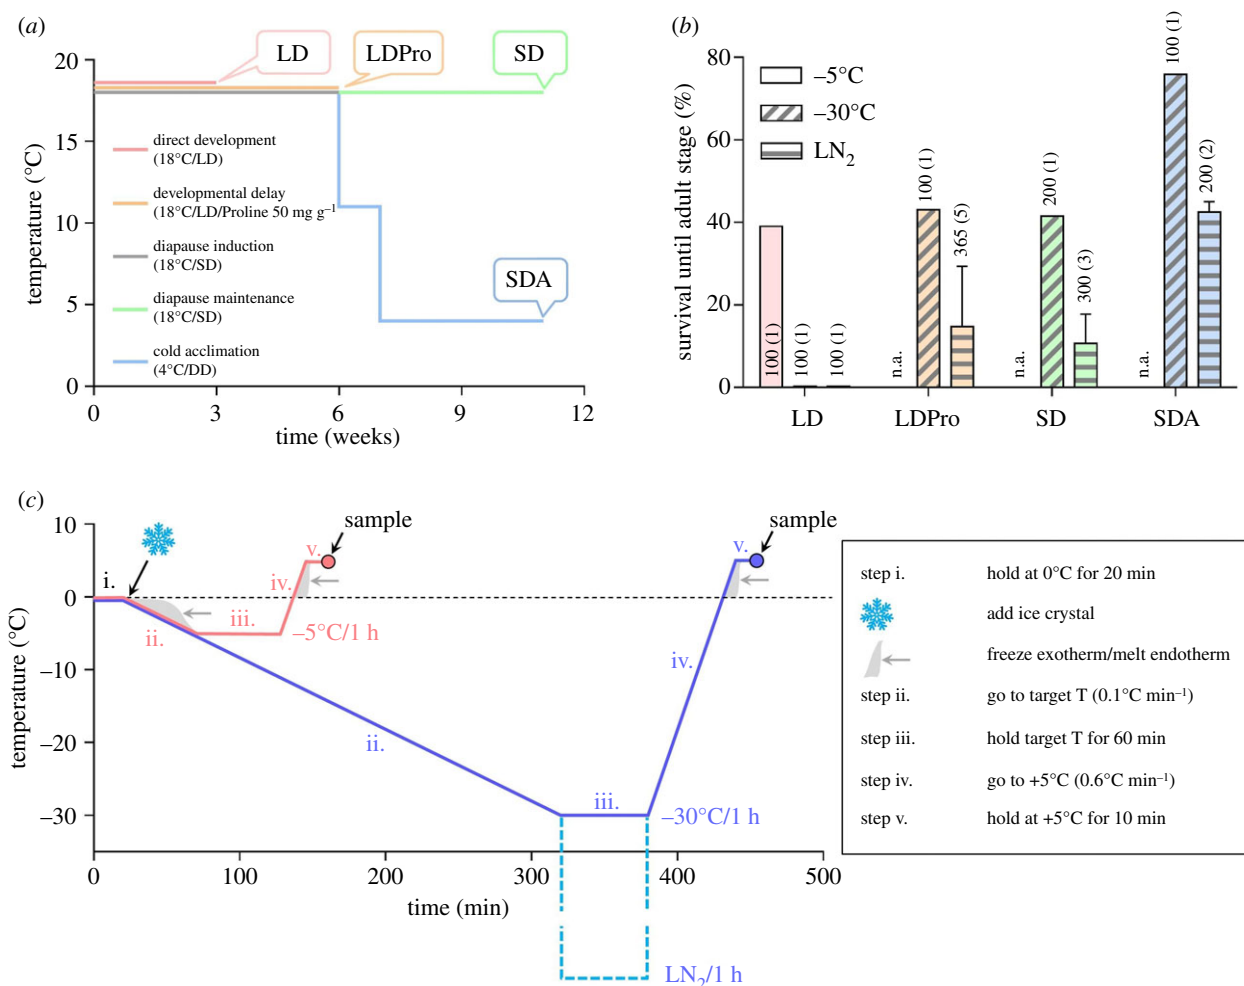 (a)
20
15
10
5
0
temperature (°C)
LD
LDPro
SD
SDA
direct development
(18°C/LD)
developmental delay
(18°C/LD/Proline 50 mg g⁻¹
diapause induction
(18°C/SD)
diapause maintenance
(18°C/SD)
cold acclimation
(4°C/DD)
0 3 6 9 12
time (weeks)
(b)
80
60
40
20
0
survival until adult stage (%)
–5°C
–30°C
LN₂
100 (1)
100 (1)
100 (1)
n.a.
100 (1)
365 (5)
n.a.
200 (1)
300 (3)
n.a.
100 (1)
200 (2)
LD LDPro SD SDA
(c)
10
0
–10
–20
–30
temperature (°C)
i.
ii.
iii.
iv.
v.
sample
–5°C/1 h
ii.
iii.
iv.
v.
sample
–30°C/1 h
LN₂/1 h
0 100 200 300 400 500
time (min)
step i. hold at 0°C for 20 min
add ice crystal
freeze exotherm/melt endotherm
step ii. go to target T (0.1°C min⁻¹)
step iii. hold target T for 60 min
step iv. go to +5°C (0.6°C min⁻¹)
step v. hold at +5°C for 10 min